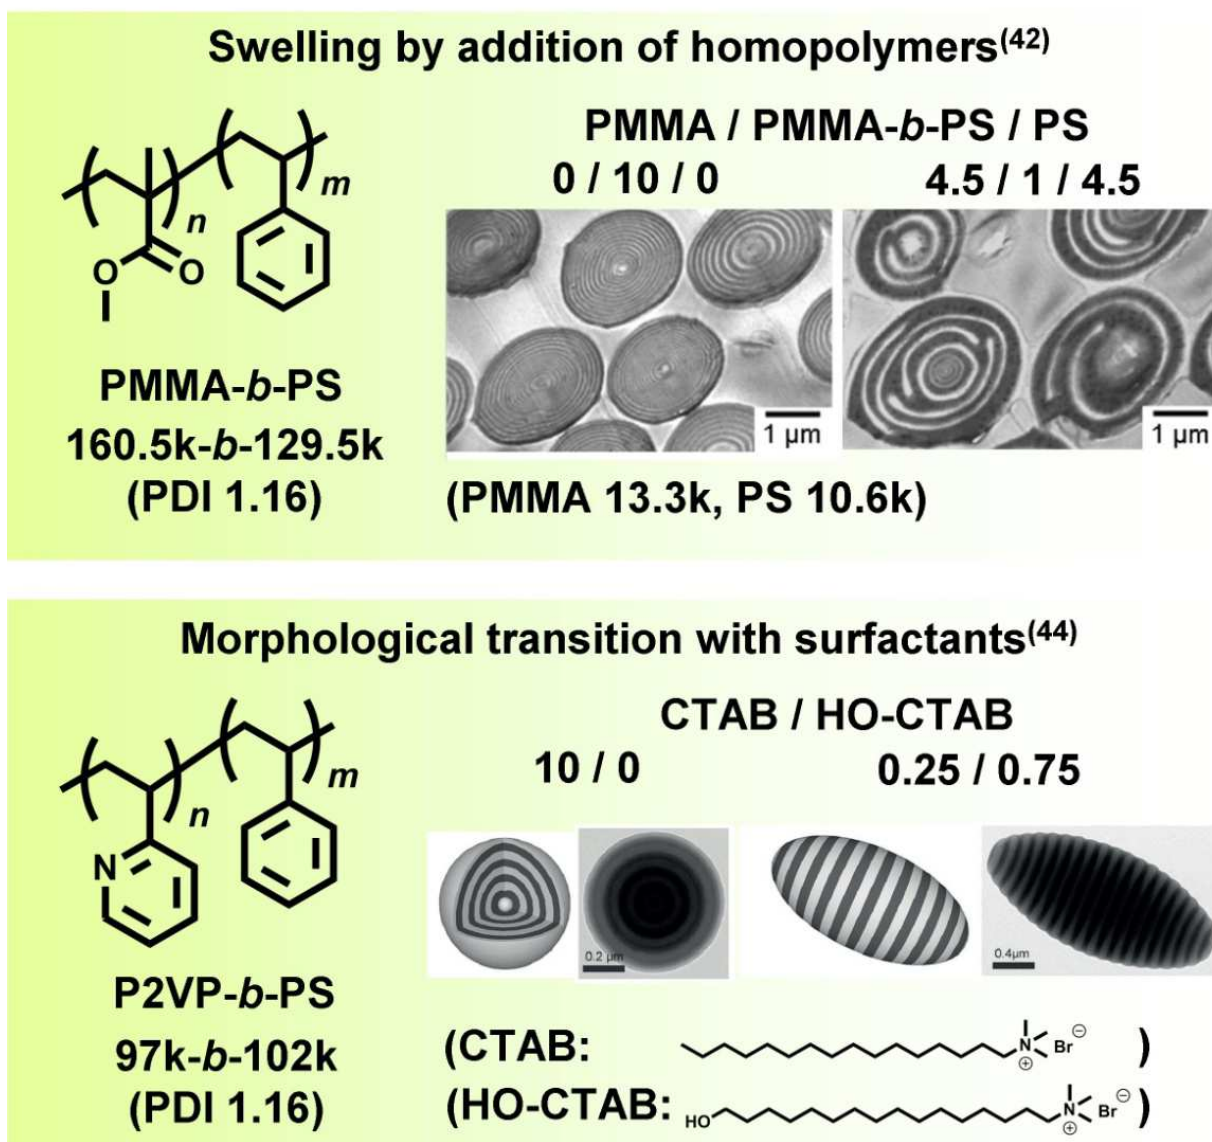 Swelling by addition of homopolymers(42)
PMMA / PMMA-b-PS / PS
0 / 10 / 0 4.5 / 1 / 4.5
n m
O O
1 µm 1 µm
PMMA-b-PS
160.5k-b-129.5k
(PDI 1.16)
(PMMA 13.3k, PS 10.6k)
Morphological transition with surfactants(44)
CTAB / HO-CTAB
10 / 0 0.25 / 0.75
n m
N
0.2 µm 0.4µm
P2VP-b-PS
97k-b-102k
(PDI 1.16)
(CTAB: N ⊕ Br ⊖ )
(HO-CTAB: HO N ⊕ Br ⊖ )